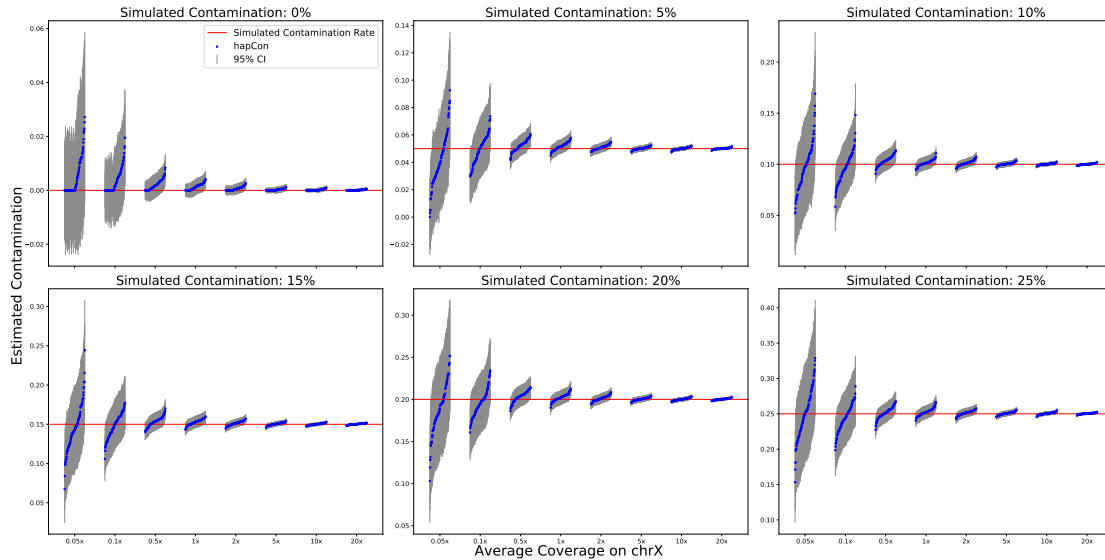 Simulated Contamination: 0%
Simulated Contamination: 5%
Simulated Contamination: 10%
Simulated Contamination Rate
hapCon
95% CI
0.06
0.04
0.02
0.00
−0.02
0.14
0.12
0.10
0.08
0.06
0.04
0.02
0.00
−0.02
0.20
0.15
0.10
0.05
Estimated Contamination
Simulated Contamination: 15%
Simulated Contamination: 20%
Simulated Contamination: 25%
0.30
0.25
0.20
0.15
0.10
0.05
0.30
0.25
0.20
0.15
0.10
0.05
0.40
0.35
0.30
0.25
0.20
0.15
0.10
0.05x 0.1x 0.5x 1x 2x 5x 10x 20x
0.05x 0.1x 0.5x 1x 2x 5x 10x 20x
0.05x 0.1x 0.5x 1x 2x 5x 10x 20x
Average Coverage on chrX